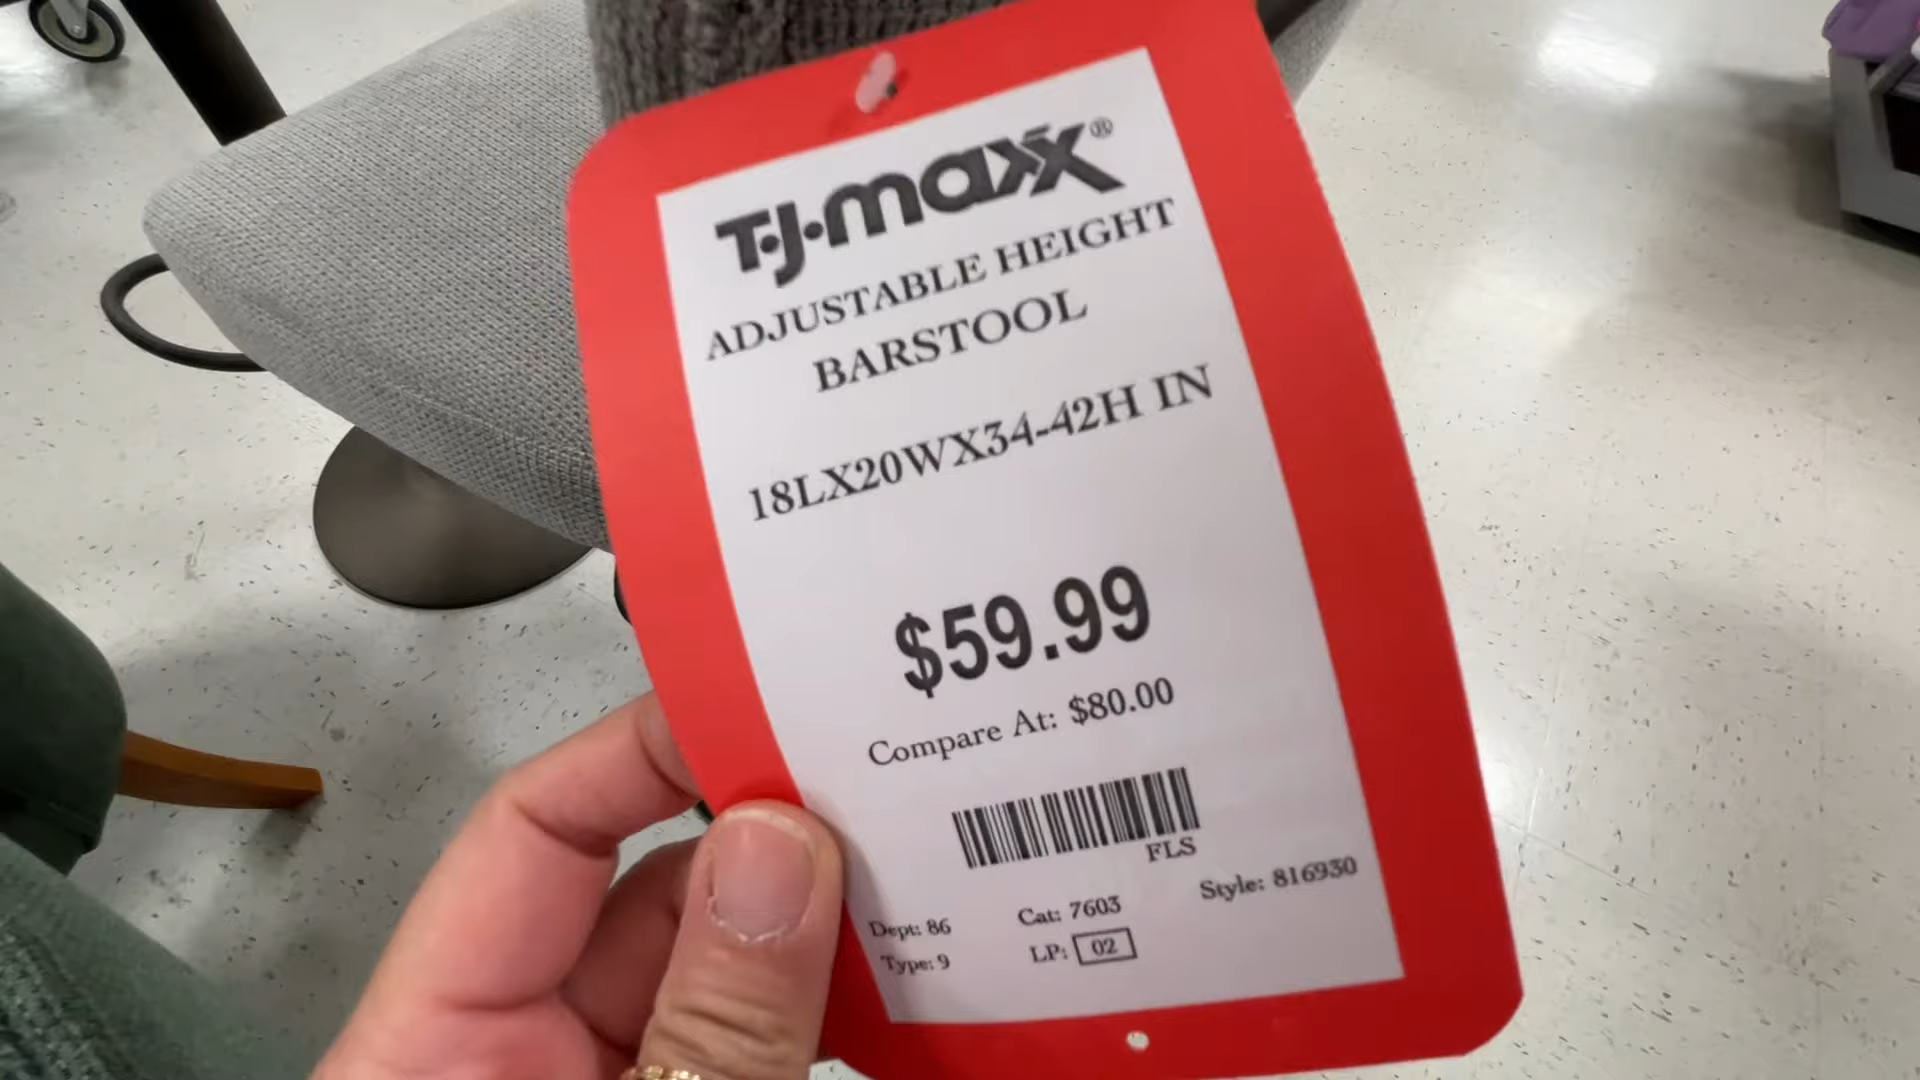 T·J·maxx®
ADJUSTABLE HEIGHT
BARSTOOL
18LX20WX34-42H IN
$59.99
Compare At: $80.00
FLS
Dept: 86 Cat: 7603 Style: 816930
Type: 9 LP: 02